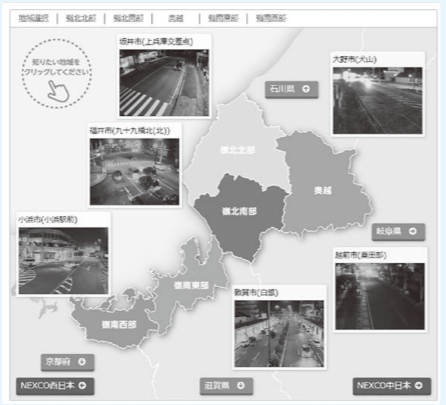 地域選択 嶺北北部 嶺北南部 奥越 嶺南東部 嶺南西部
坂井市(上兵庫交差点)
知りたい地域を
クリックしてください
大野市(犬山)
石川県
福井市(九十九橋北(北))
嶺北北部
奥越
嶺北南部
小浜市(小浜駅前)
岐阜県
越前市(奥田部)
嶺南東部
敦賀市(白銀)
嶺南西部
京都府
滋賀県
NEXCO西日本
NEXCO中日本